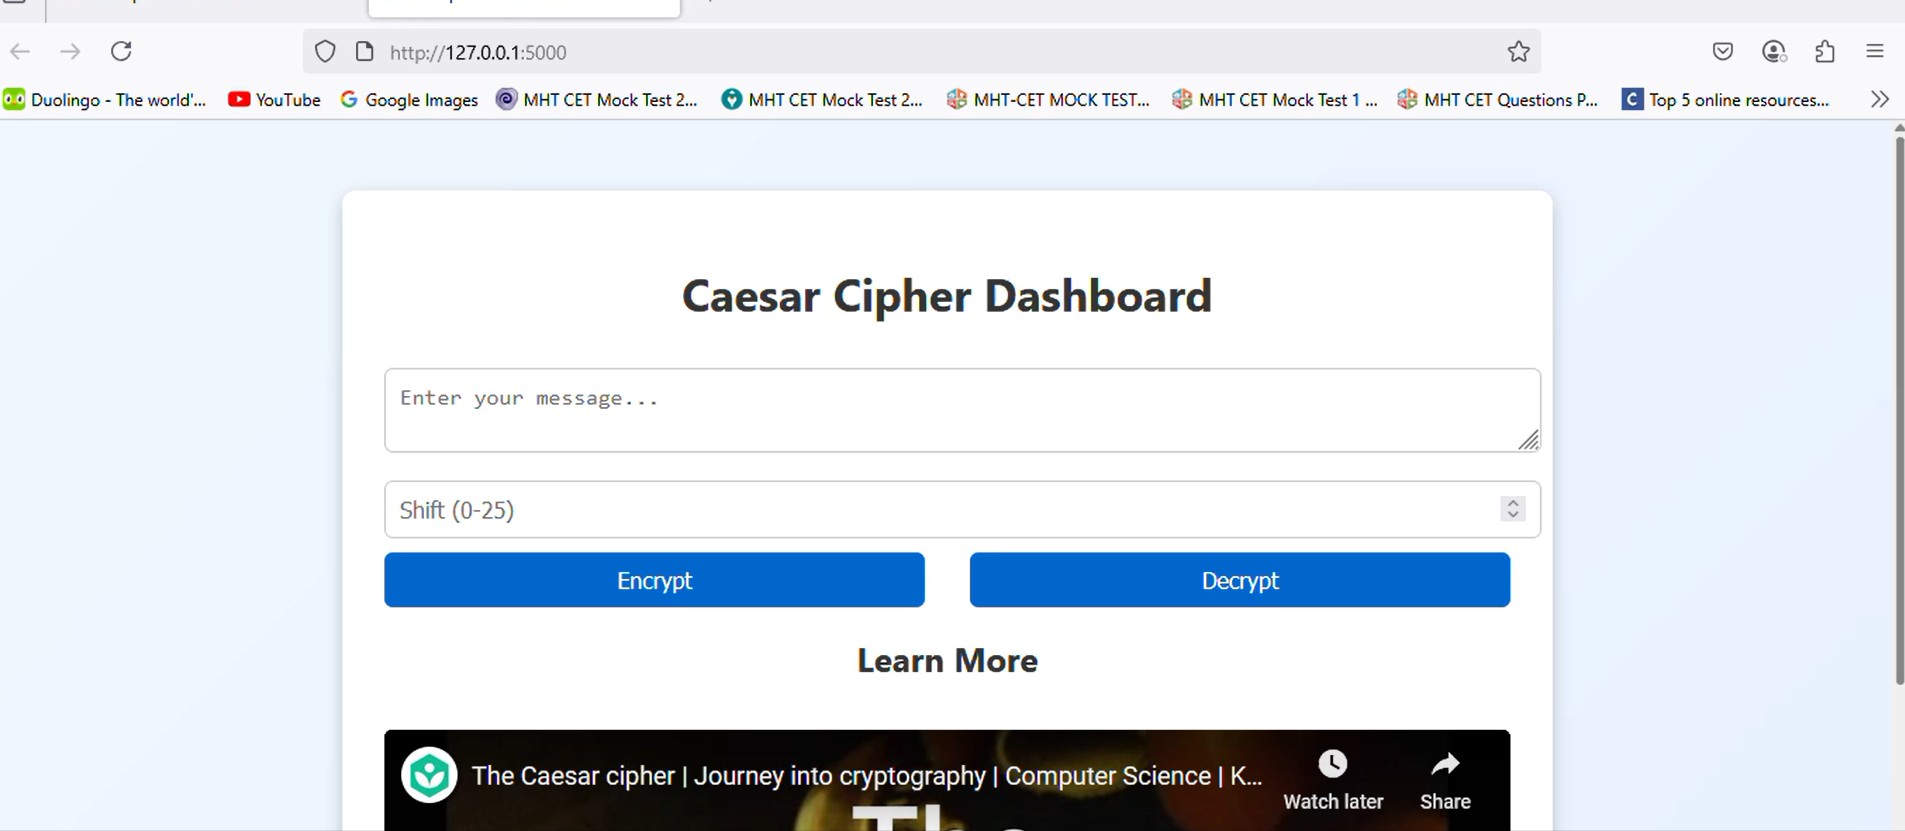 http://127.0.0.1:5000
Duolingo - The world'... YouTube Google Images MHT CET Mock Test 2... MHT CET Mock Test 2... MHT-CET MOCK TEST... MHT CET Mock Test 1 ... MHT CET Questions P... Top 5 online resources...
Caesar Cipher Dashboard
Enter your message...
Shift (0-25)
Encrypt Decrypt
Learn More
The Caesar cipher | Journey into cryptography | Computer Science | K...
Watch later Share